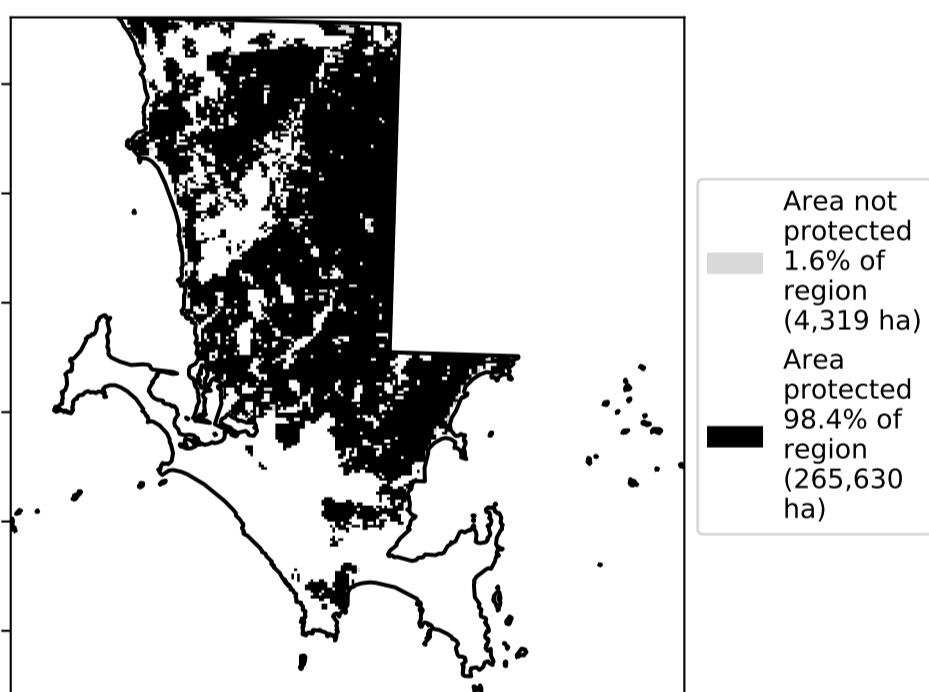 Area not
protected
1.6% of
region
(4,319 ha)
Area
protected
98.4% of
region
(265,630
ha)